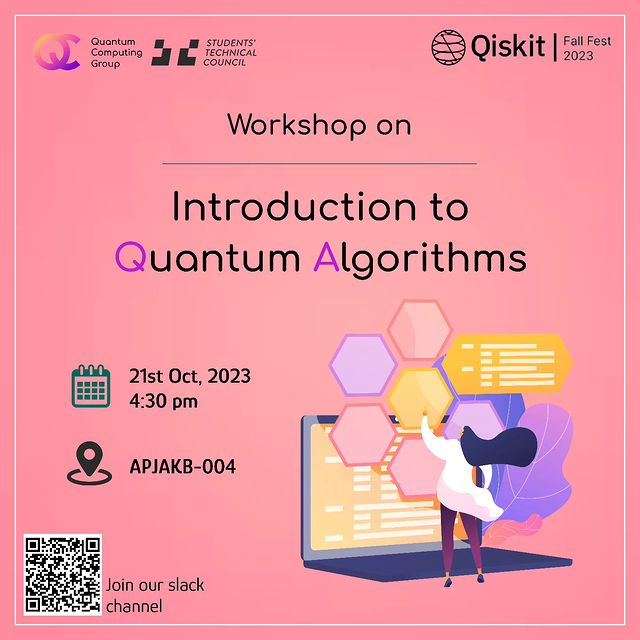 Quantum
Computing
Group
STUDENTS'
TECHNICAL
COUNCIL
Qiskit | Fall Fest
2023
Workshop on
Introduction to
Quantum Algorithms
21st Oct, 2023
4:30 pm
APJAKB-004
Join our slack
channel